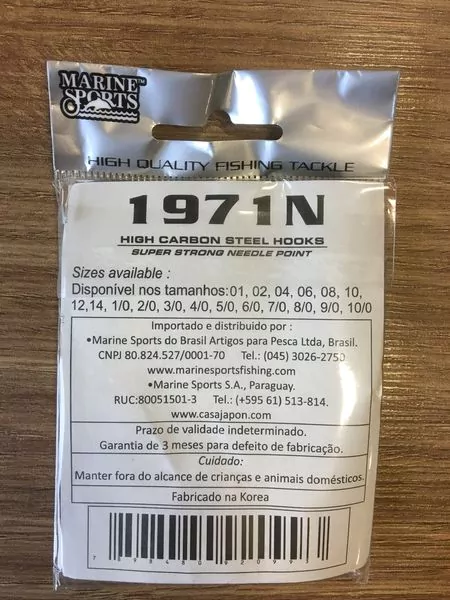 MARINE™
SPORTS
HIGH QUALITY FISHING TACKLE
1971N
HIGH CARBON STEEL HOOKS
SUPER STRONG NEEDLE POINT
Sizes available :
Disponível nos tamanhos:01, 02, 04, 06, 08, 10,
12,14, 1/0, 2/0, 3/0, 4/0, 5/0, 6/0, 7/0, 8/0, 9/0, 10/0
Importado e distribuido por :
•Marine Sports do Brasil Artigos para Pesca Ltda, Brasil.
CNPJ 80.824.527/0001-70 Tel.: (045) 3026-2750
www.marinesportsfishing.com
•Marine Sports S.A., Paraguay.
RUC:80051501-3 Tel.: (+595 61) 513-814.
www.casajapon.com
Prazo de validade indeterminado.
Garantia de 3 meses para defeito de fabricação.
Cuidado:
Manter fora do alcance de crianças e animais domésticos.
Fabricado na Korea